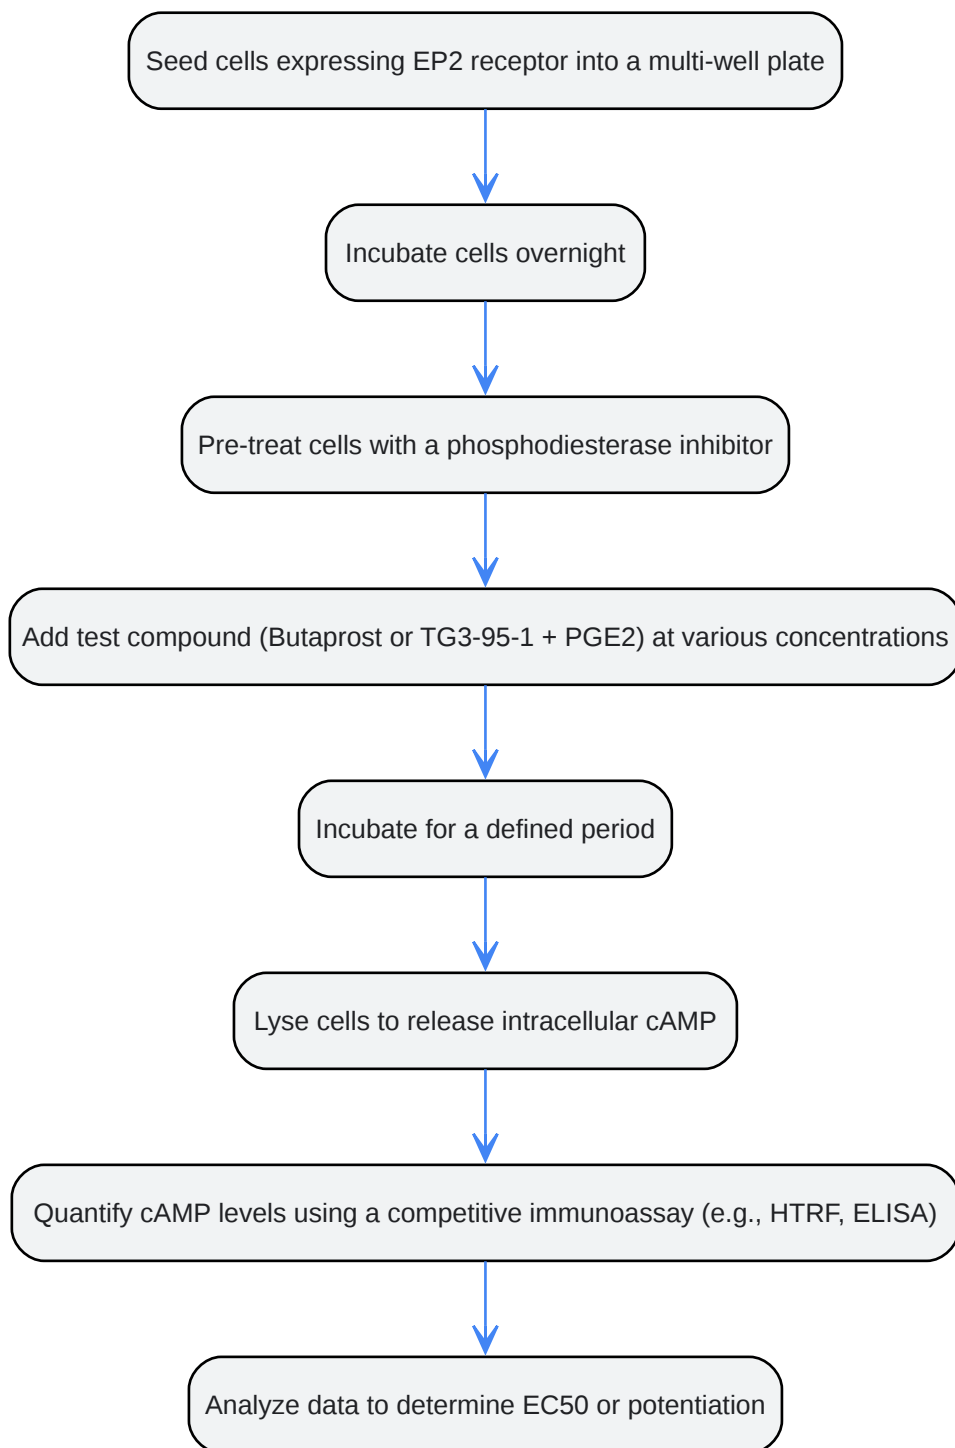 Seed cells expressing EP2 receptor into a multi-well plate
Incubate cells overnight
Pre-treat cells with a phosphodiesterase inhibitor
Add test compound (Butaprost or TG3-95-1 + PGE2) at various concentrations
Incubate for a defined period
Lyse cells to release intracellular cAMP
Quantify cAMP levels using a competitive immunoassay (e.g., HTRF, ELISA)
Analyze data to determine EC50 or potentiation